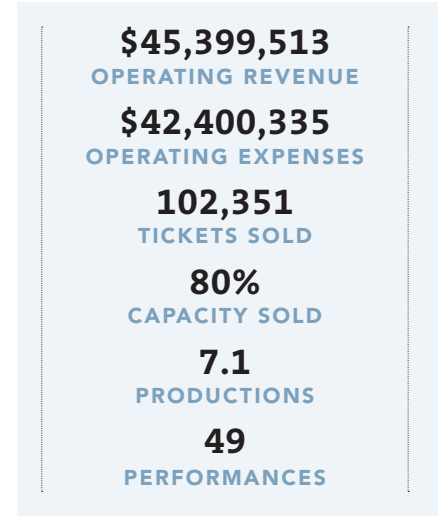 $45,399,513
OPERATING REVENUE
$42,400,335
OPERATING EXPENSES
102,351
TICKETS SOLD
80%
CAPACITY SOLD
7.1
PRODUCTIONS
49
PERFORMANCES